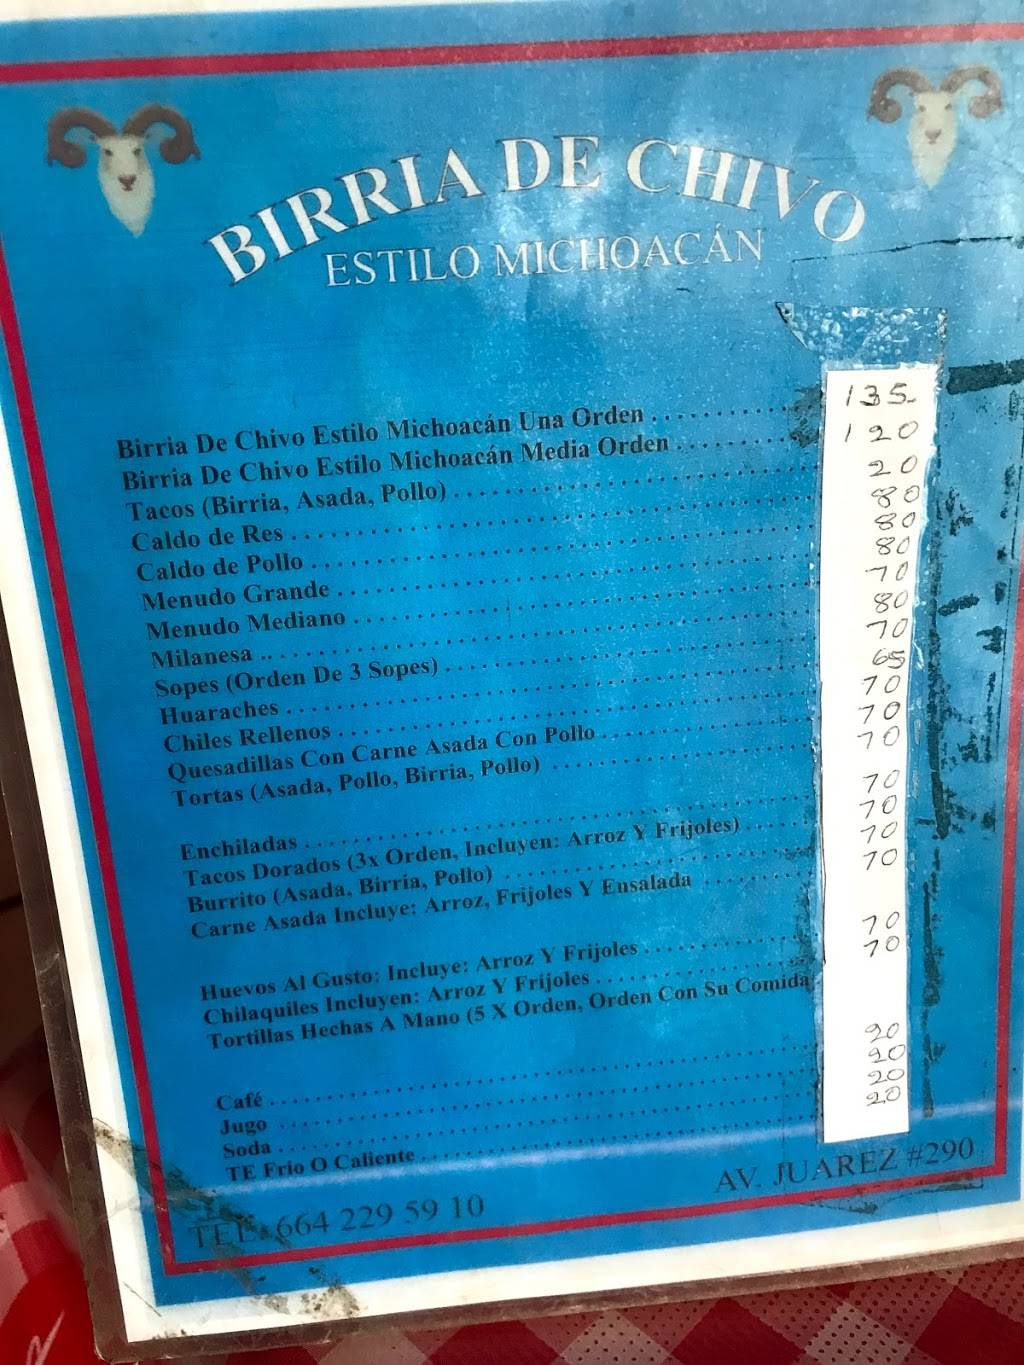 BIRRIA DE CHIVO
ESTILO MICHOACÁN
Birria De Chivo Estilo Michoacán Una Orden 135
Birria De Chivo Estilo Michoacán Media Orden 120
Tacos (Birria, Asada, Pollo) 20
Caldo de Res 80
Caldo de Pollo 80
Menudo Grande 80
Menudo Mediano 70
Milanesa 80
Sopes (Orden De 3 Sopes) 70
Huaraches 65
Chiles Rellenos 70
Quesadillas Con Carne Asada Con Pollo 70
Tortas (Asada, Pollo, Birria, Pollo) 70
Enchiladas 70
Tacos Dorados (3x Orden, Incluyen: Arroz Y Frijoles) 70
Burrito (Asada, Birria, Pollo) 70
Carne Asada Incluye: Arroz, Frijoles Y Ensalada 70
Huevos Al Gusto: Incluye: Arroz Y Frijoles 70
Chilaquiles Incluyen: Arroz Y Frijoles 70
Tortillas Hechas A Mano (5 X Orden, Orden Con Su Comida
Café 20
Jugo 20
Soda 20
TE Frio O Caliente 20
TEL. 664 229 59 10
AV. JUAREZ #290